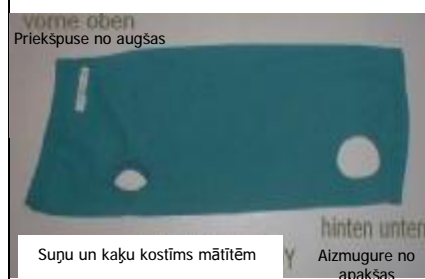 vorne oben
Priekšpuse no augšas
hinten unten
Suņu un kaķu kostīms mātītēm
Y
Aizmugure no
apakšas